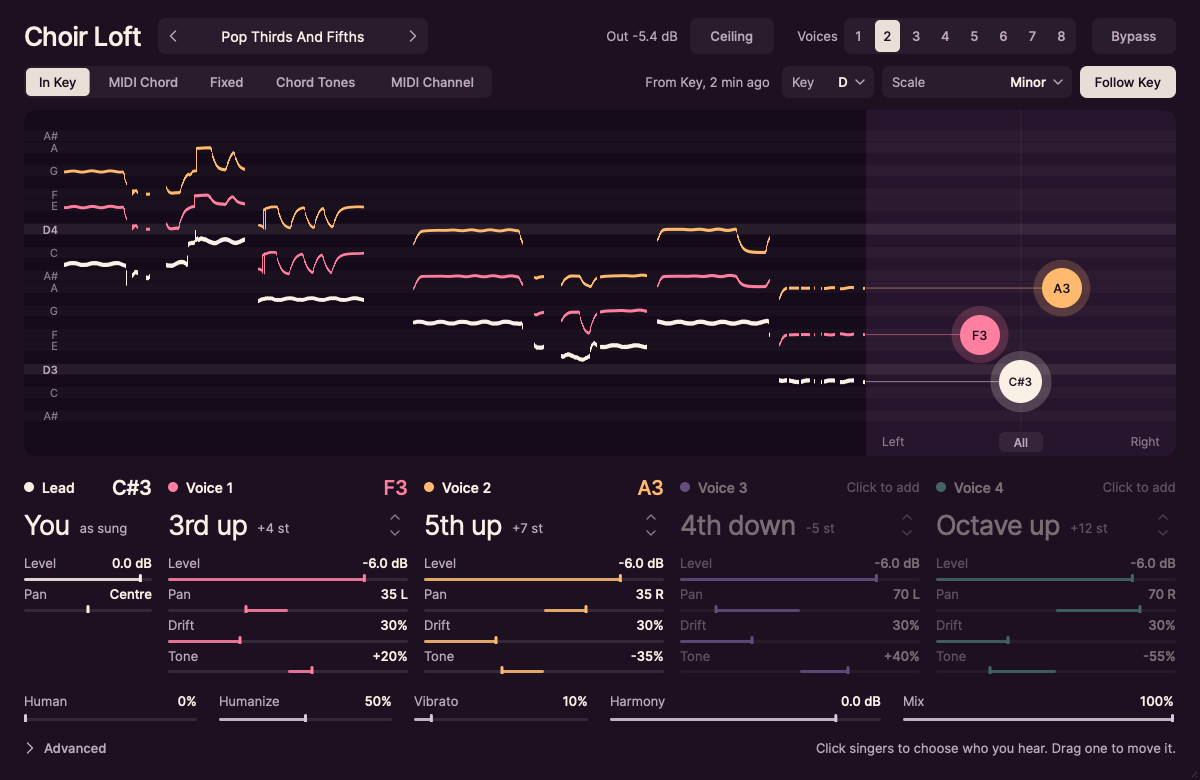 Choir Loft
Pop Thirds And Fifths
Out -5.4 dB
Ceiling
Voices
1 2 3 4 5 6 7 8
Bypass
In Key
MIDI Chord
Fixed
Chord Tones
MIDI Channel
From Key, 2 min ago
Key D
Scale Minor
Follow Key
A#
A
G
F
E
D4
C
A#
A
G
F
E
D3
C
A#
A3
F3
C#3
Left
All
Right
Lead C#3
Voice 1 F3
Voice 2 A3
Voice 3 Click to add
Voice 4 Click to add
You as sung
3rd up +4 st
5th up +7 st
4th down -5 st
Octave up +12 st
Level 0.0 dB
Level -6.0 dB
Level -6.0 dB
Level -6.0 dB
Level -6.0 dB
Pan Centre
Pan 35 L
Pan 35 R
Pan 70 L
Pan 70 R
Drift 30%
Drift 30%
Drift 30%
Drift 30%
Tone +20%
Tone -35%
Tone +40%
Tone -55%
Human 0%
Humanize 50%
Vibrato 10%
Harmony 0.0 dB
Mix 100%
Advanced
Click singers to choose who you hear. Drag one to move it.